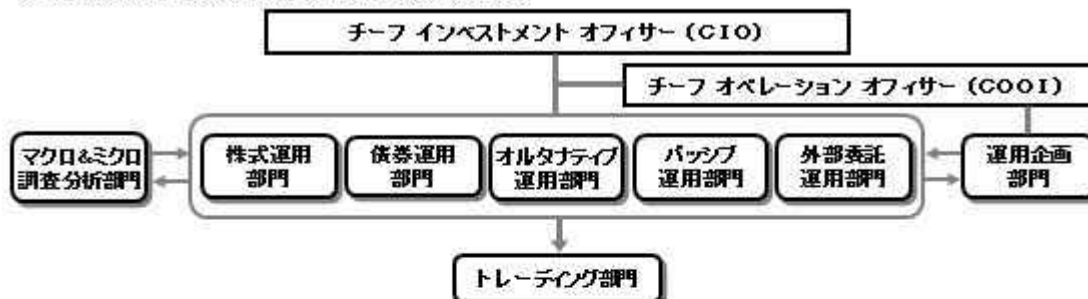 チーフ インベストメント オフィサー (CIO)
チーフ オペレーション オフィサー (COOI)
マクロ&ミクロ
調査分析部門
株式運用
部門
債券運用
部門
オルタナティブ
運用部門
パッシブ
運用部門
外部委託
運用部門
運用企画
部門
トレーディング部門